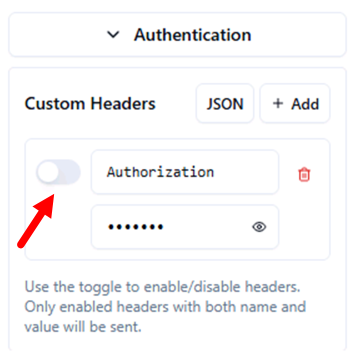 Authentication
Custom Headers
JSON
+ Add
Authorization
•••••••
Use the toggle to enable/disable headers.
Only enabled headers with both name and
value will be sent.